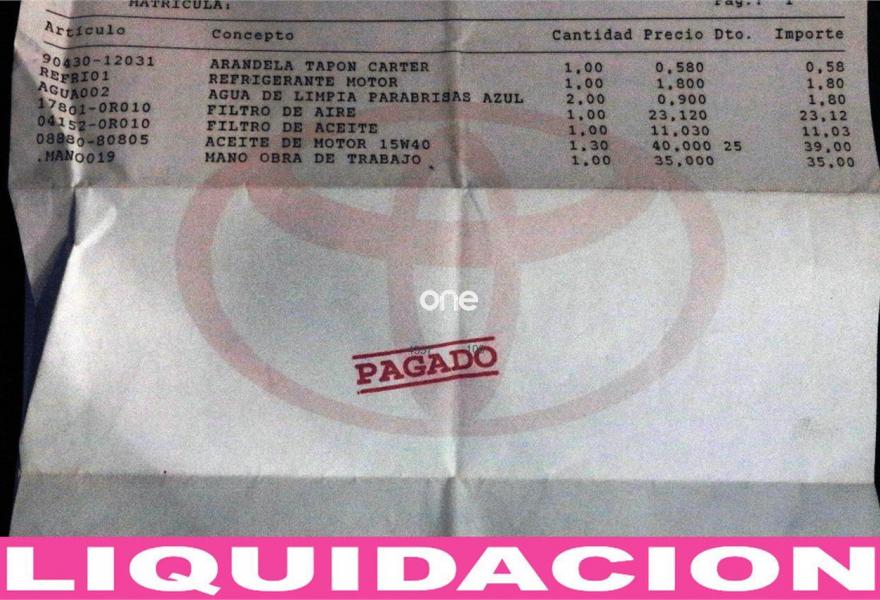 MATRICULA: Pág.: 1
Artículo Concepto Cantidad Precio Dto. Importe
90430-12031 ARANDELA TAPON CARTER 1,00 0,580 0,58
REFRI01 REFRIGERANTE MOTOR 1,00 1,800 1,80
AGUA002 AGUA DE LIMPIA PARABRISAS AZUL 2,00 0,900 1,80
17801-0R010 FILTRO DE AIRE 1,00 23,120 23,12
04152-0R010 FILTRO DE ACEITE 1,00 11,030 11,03
08880-80805 ACEITE DE MOTOR 15W40 1,30 40,000 25 39,00
.MANO019 MANO OBRA DE TRABAJO 1,00 35,000 35,00
one
PAGADO
LIQUIDACION